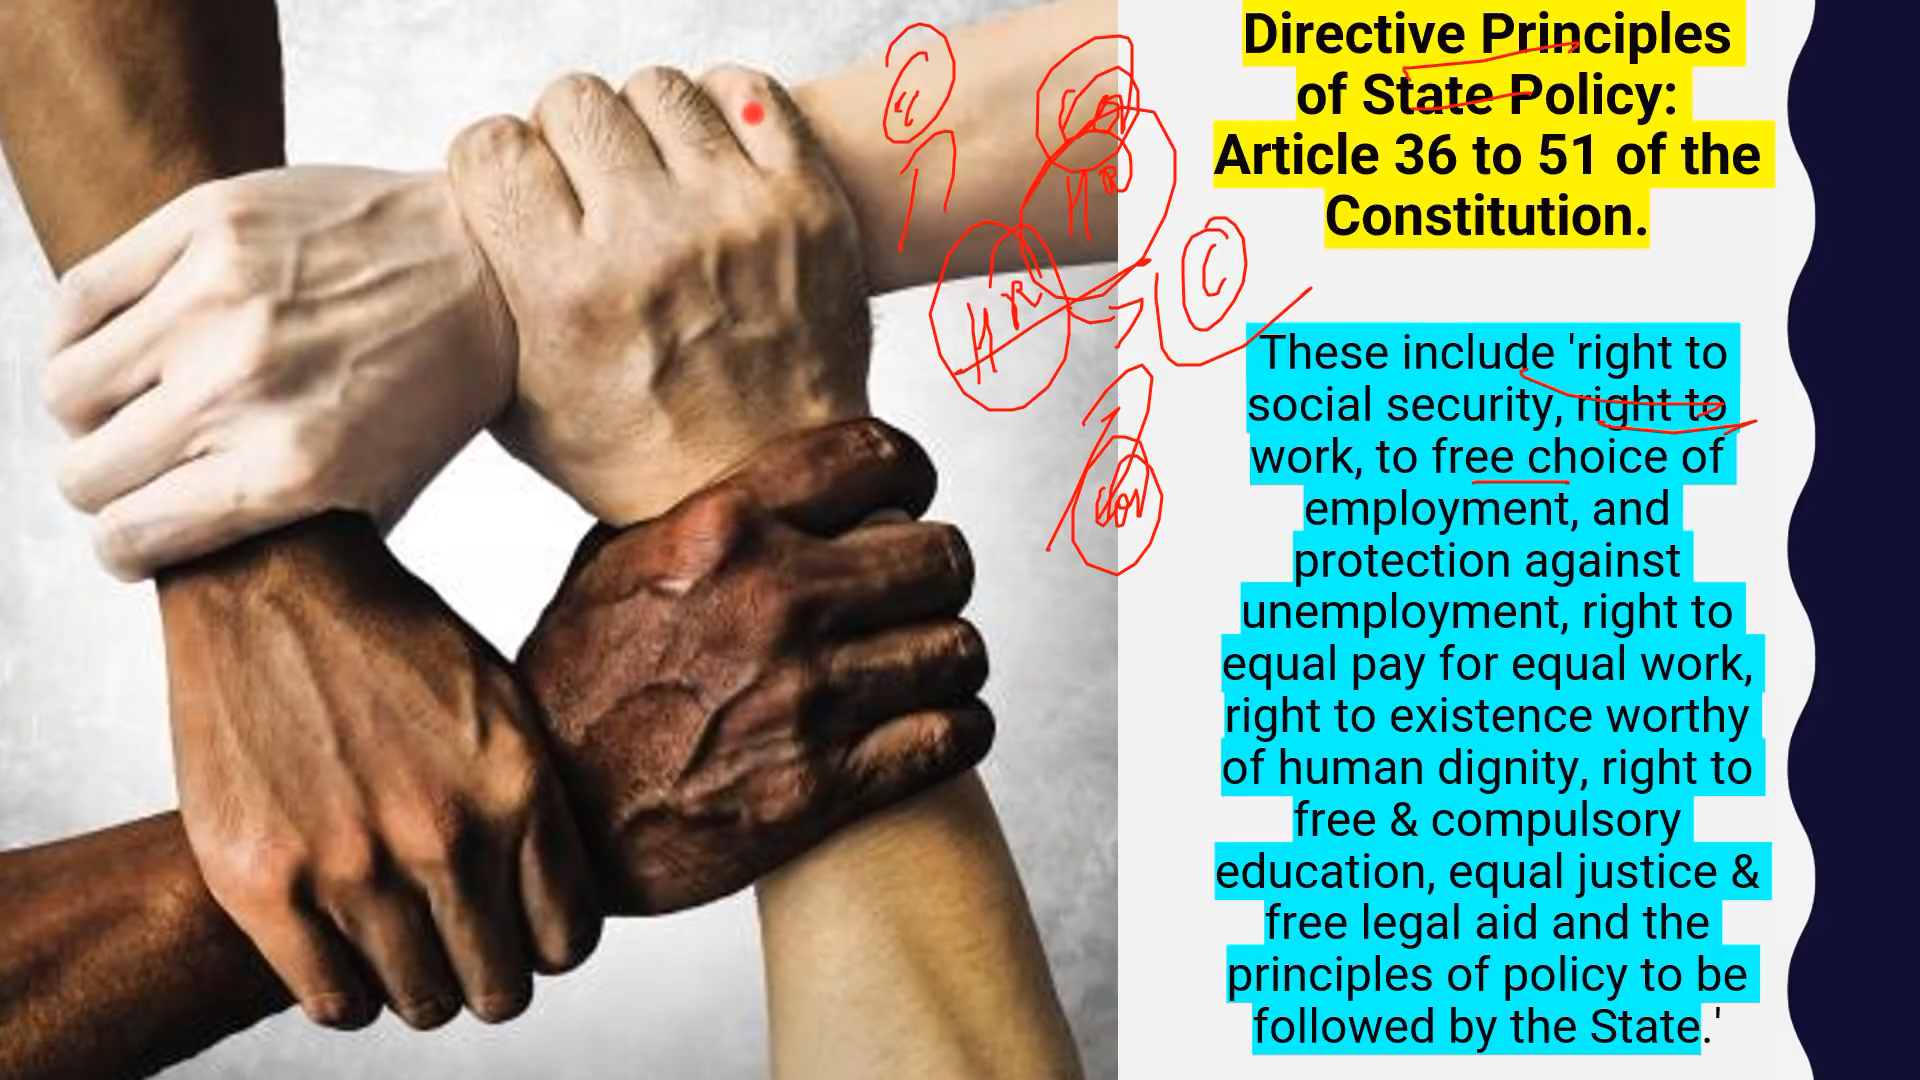 Directive Principles
of State Policy:
Article 36 to 51 of the
Constitution.
These include 'right to
social security, right to
work, to free choice of
employment, and
protection against
unemployment, right to
equal pay for equal work,
right to existence worthy
of human dignity, right to
free & compulsory
education, equal justice &
free legal aid and the
principles of policy to be
followed by the State.'
HR
HR
C